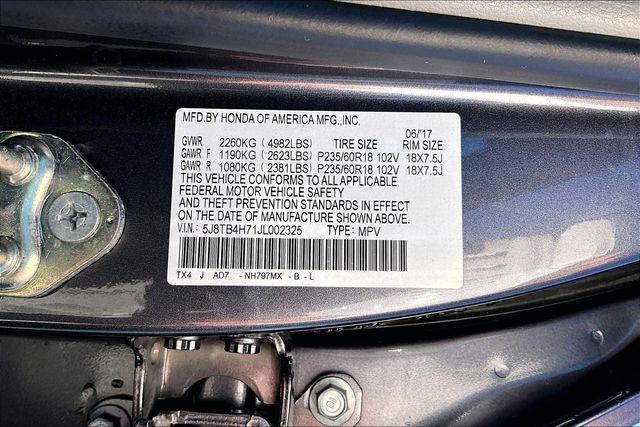 MFD.BY HONDA OF AMERICA MFG.,INC.
06/17
GVWR 2260KG (4982LBS) TIRE SIZE RIM SIZE
GAWR F 1190KG (2623LBS) P235/60R18 102V 18X7.5J
GAWR R 1080KG (2381LBS) P235/60R18 102V 18X7.5J
THIS VEHICLE CONFORMS TO ALL APPLICABLE
FEDERAL MOTOR VEHICLE SAFETY
AND THEFT PREVENTION STANDARDS IN EFFECT
ON THE DATE OF MANUFACTURE SHOWN ABOVE.
V.I.N.: 5J8TB4H71JL002325 TYPE: MPV
TX4 J AD7 -NH797MX -B -L